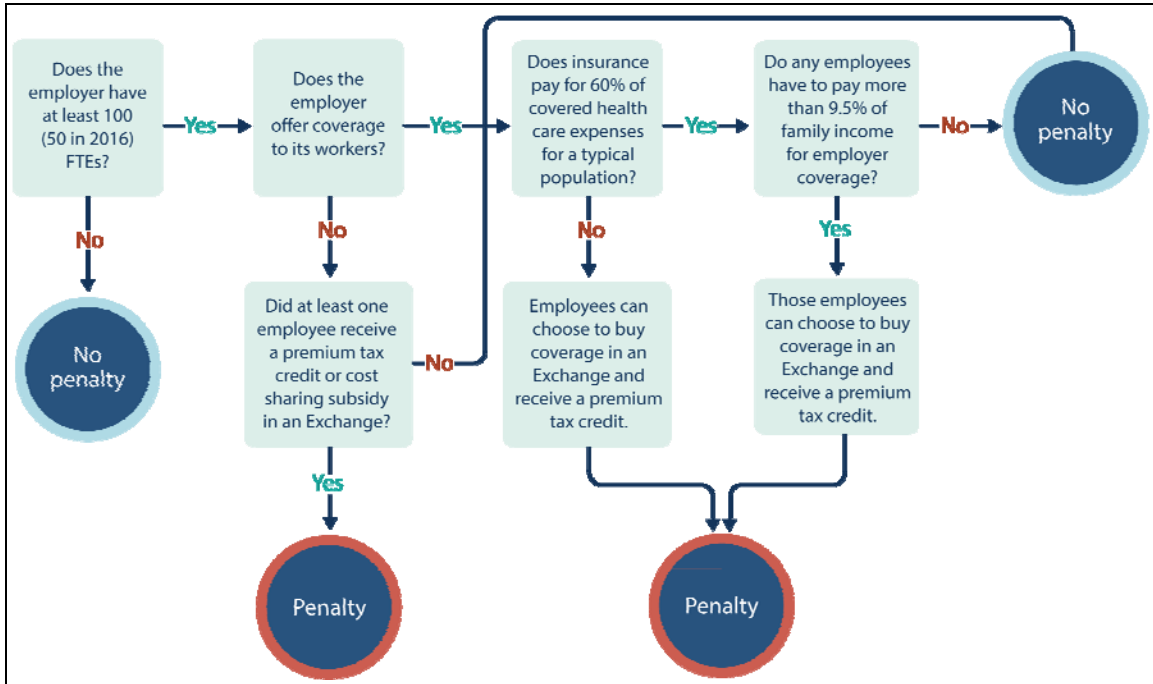 Does the
employer have
at least 100
(50 in 2016)
FTEs?
Yes
Does the
employer
offer coverage
to its workers?
Yes
Does insurance
pay for 60% of
covered health
care expenses
for a typical
population?
Yes
Do any employees
have to pay more
than 9.5% of
family income
for employer
coverage?
No
No
penalty
No
No
No
Yes
No
penalty
Did at least one
employee receive
a premium tax
credit or cost
sharing subsidy
in an Exchange?
No
Employees can
choose to buy
coverage in an
Exchange and
receive a premium
tax credit.
Those employees
can choose to buy
coverage in an
Exchange and
receive a premium
tax credit.
Yes
Penalty
Penalty